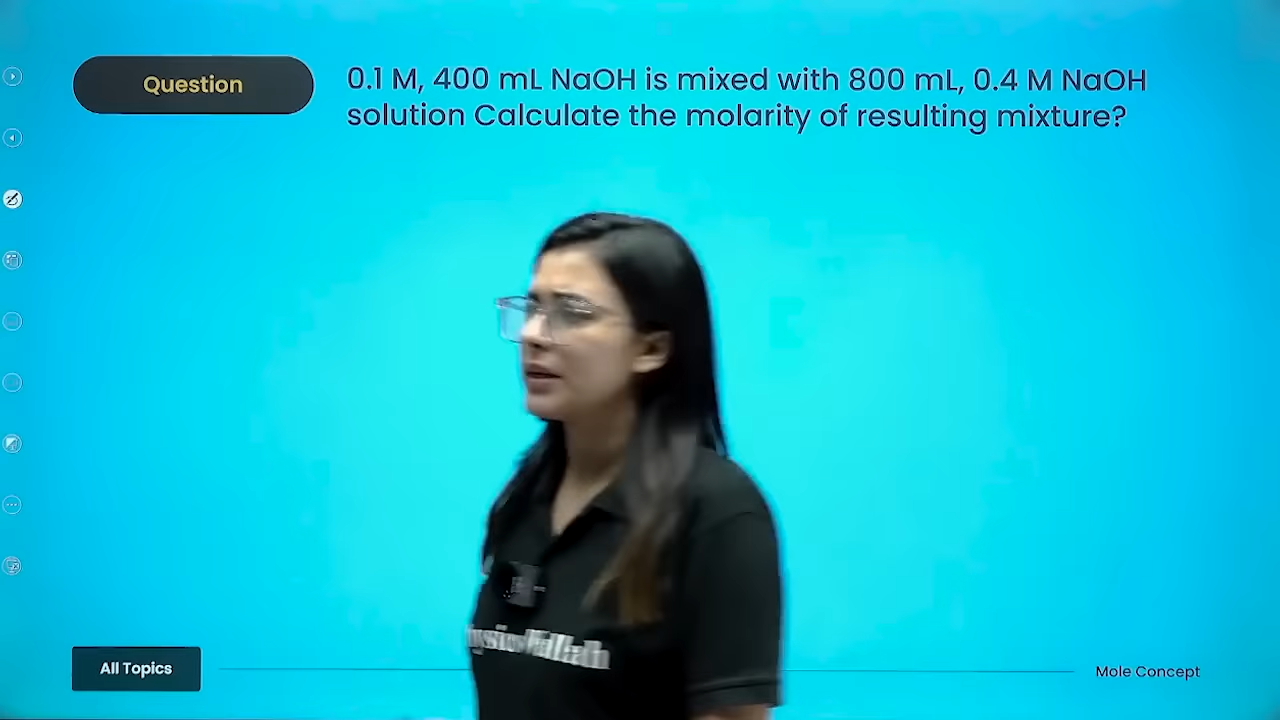 Question
0.1 M, 400 mL NaOH is mixed with 800 mL, 0.4 M NaOH
solution Calculate the molarity of resulting mixture?
All Topics
Mole Concept